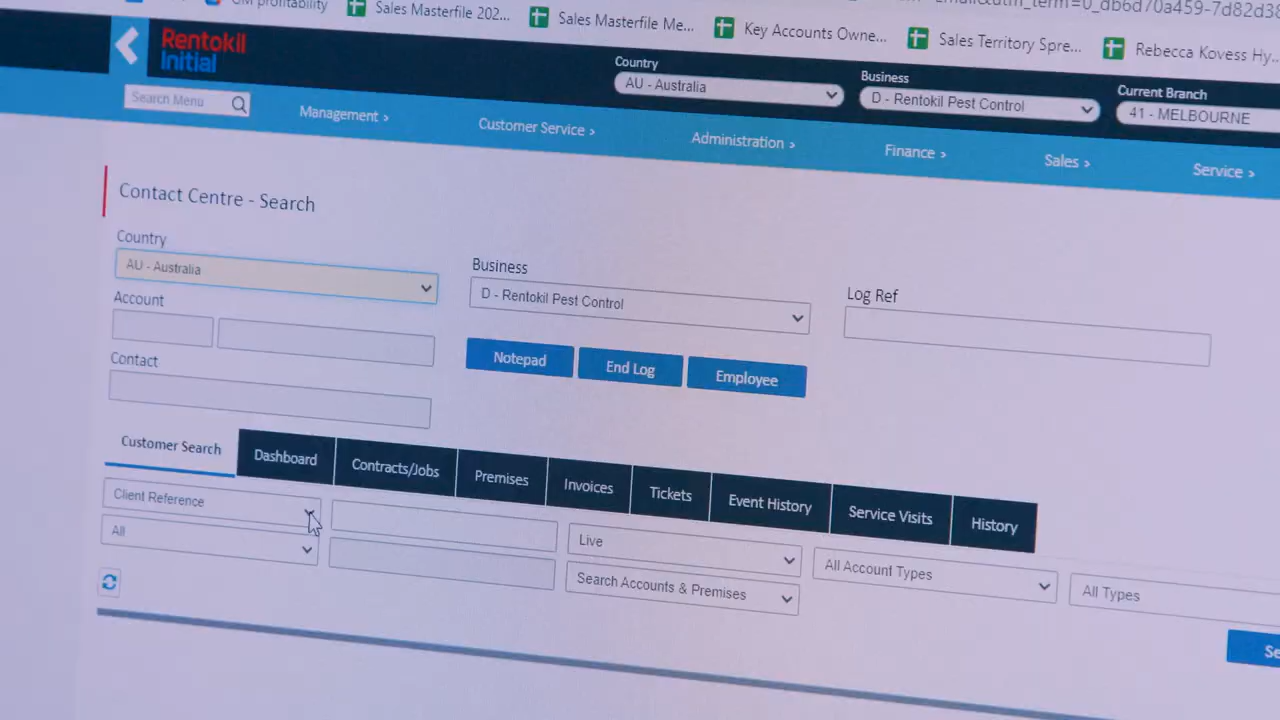 GM profitability
Sales Masterfile 202...
Sales Masterfile Me...
Key Accounts Owne...
Sales Territory Spre...
Rebecca Kovess Hy...
Rentokil
Initial
Country
AU - Australia
Business
D - Rentokil Pest Control
Current Branch
41 - MELBOURNE
Search Menu
Management >
Customer Service >
Administration >
Finance >
Sales >
Service >
Contact Centre - Search
Country
AU - Australia
Business
D - Rentokil Pest Control
Log Ref
Account
Notepad
End Log
Employee
Contact
Customer Search
Dashboard
Contracts/Jobs
Premises
Invoices
Tickets
Event History
Service Visits
History
Client Reference
Live
All Account Types
All Types
All
Search Accounts & Premises
Se